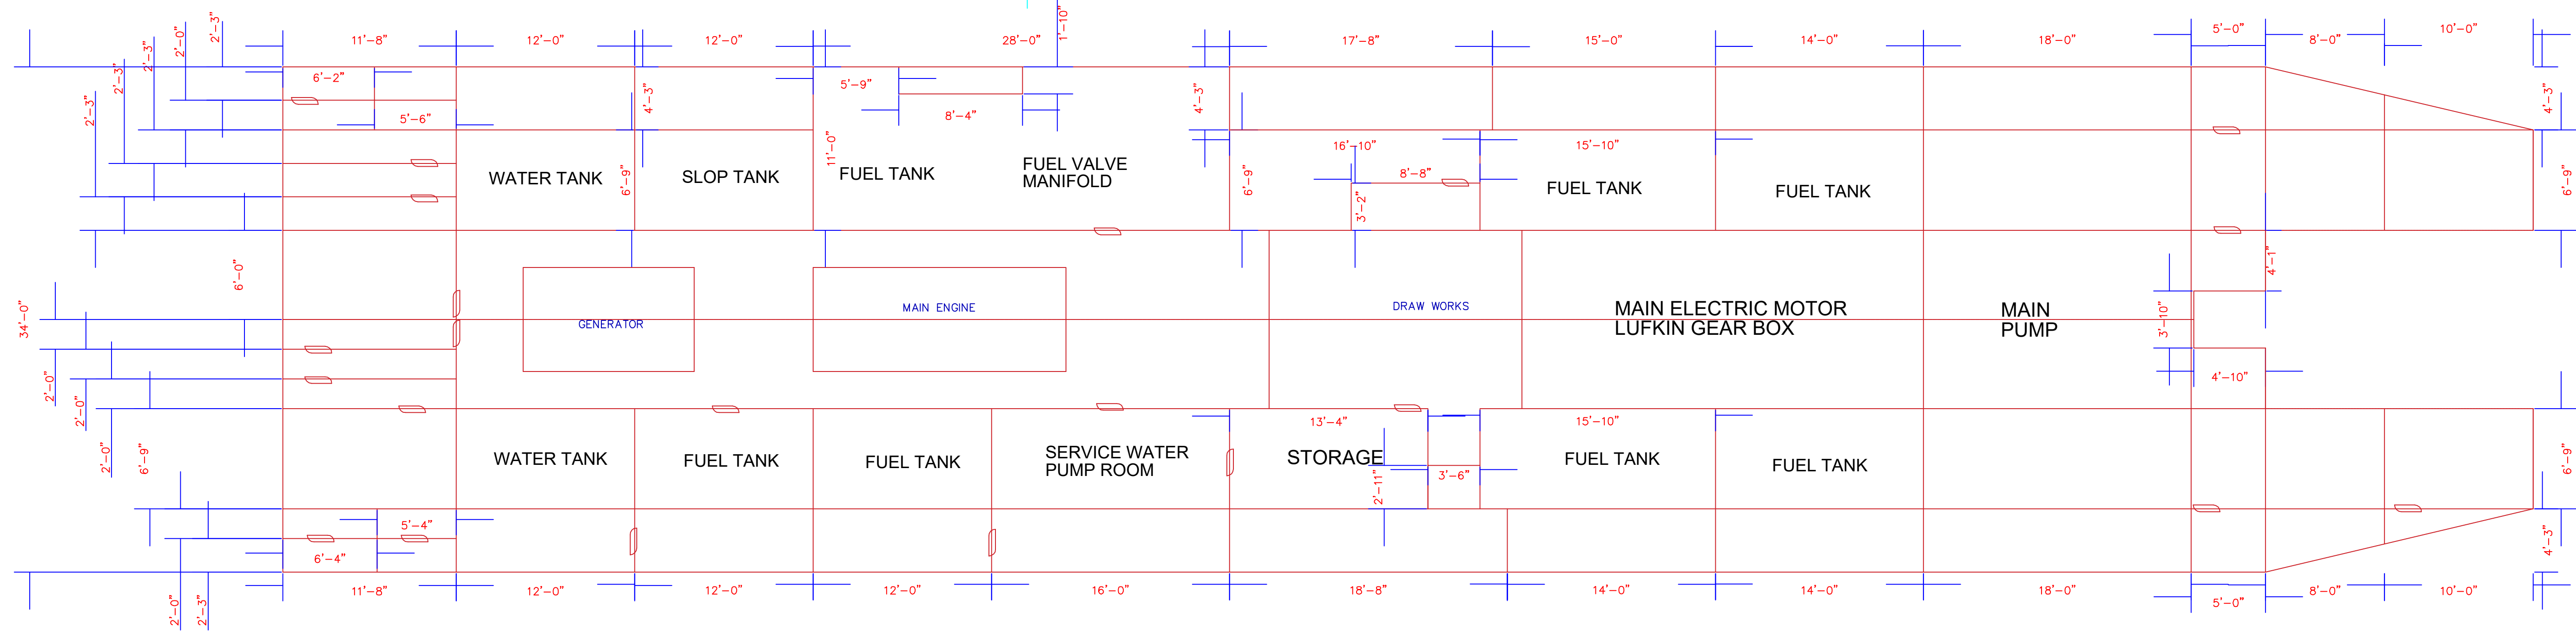 2'-3"
2'-0"
2'-3"
2'-3"
2'-3"
11'-8"
12'-0"
12'-0"
28'-0"
1'-10"
17'-8"
15'-0"
14'-0"
18'-0"
5'-0"
8'-0"
10'-0"
6'-2"
5'-6"
4'-3"
5'-9"
8'-4"
4'-3"
4'-3"
11'-0"
16'-10"
15'-10"
WATER TANK
6'-9"
SLOP TANK
FUEL TANK
FUEL VALVE
MANIFOLD
6'-9"
8'-8"
3'-2"
FUEL TANK
FUEL TANK
6'-9"
6'-0"
4'-1"
34'-0"
GENERATOR
MAIN ENGINE
DRAW WORKS
MAIN ELECTRIC MOTOR
LUFKIN GEAR BOX
MAIN
PUMP
3'-10"
4'-10"
2'-0"
2'-0"
2'-0"
6'-9"
WATER TANK
FUEL TANK
FUEL TANK
SERVICE WATER
PUMP ROOM
13'-4"
STORAGE
2'-11"
3'-6"
15'-10"
FUEL TANK
FUEL TANK
6'-9"
5'-4"
6'-4"
4'-3"
2'-0"
2'-3"
11'-8"
12'-0"
12'-0"
12'-0"
16'-0"
18'-8"
14'-0"
14'-0"
18'-0"
5'-0"
8'-0"
10'-0"